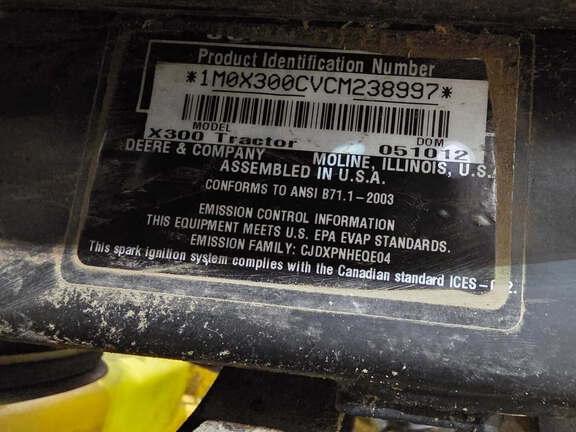 Product Identification Number
*1M0X300CVCM238997*
MODEL DOM
X300 Tractor 051012
DEERE & COMPANY MOLINE, ILLINOIS, U.S.
ASSEMBLED IN U.S.A.
CONFORMS TO ANSI B71.1-2003
EMISSION CONTROL INFORMATION
THIS EQUIPMENT MEETS U.S. EPA EVAP STANDARDS.
EMISSION FAMILY: CJDXPNHEQE04
This spark ignition system complies with the Canadian standard